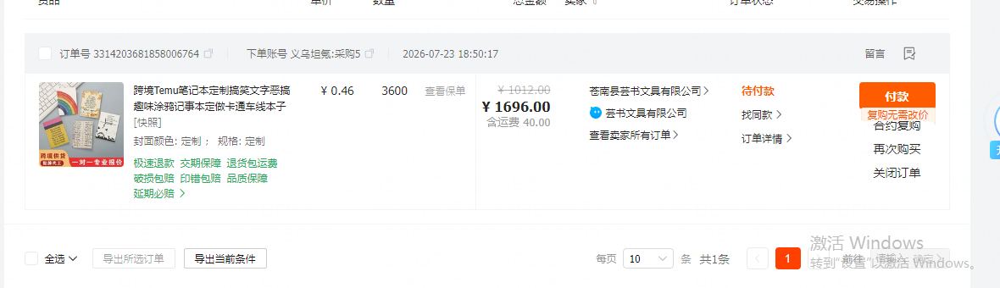 货品 单价 数量 总金额 卖家 订单状态 交易操作
订单号 3314203681858006764 下单账号 义乌坦氪:采购5 2026-07-23 18:50:17 留言
跨境Temu笔记本定制搞笑文字恶搞
趣味涂鸦记事本定做卡通车线本子
[快照]
封面颜色: 定制 ; 规格: 定制
极速退款 交期保障 退货包运费
破损包赔 印错包赔 品质保障
延期必赔
跨境供货
贴牌代工
一对一专业报价
¥ 0.46
3600
查看保单
¥ 1012.00
¥ 1696.00
含运费 40.00
苍南县芸书文具有限公司
芸书文具有限公司
查看卖家所有订单
待付款
找同款
订单详情
付款
复购无需改价
合约复购
再次购买
关闭订单
全选 导出所选订单 导出当前条件 每页 10 条 共1条 1 前往 请输入 确定
激活 Windows
转到"设置"以激活 Windows。